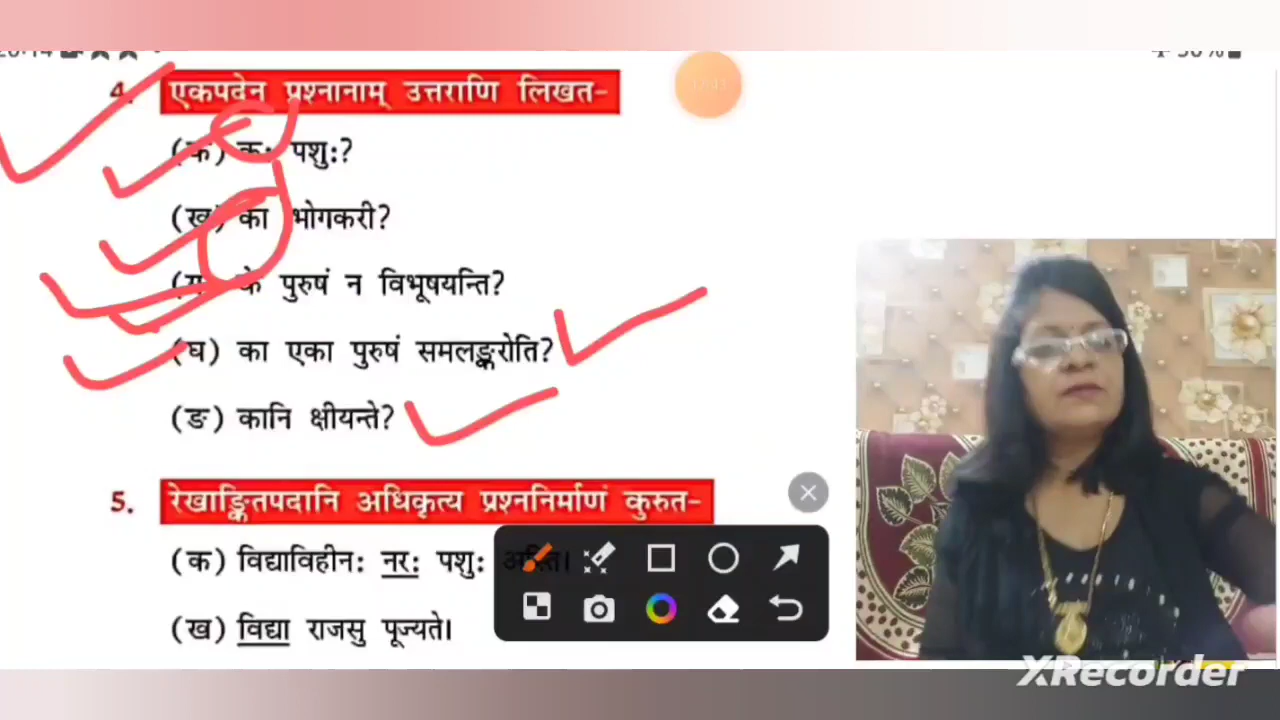 4. एकपदेन प्रश्नानाम् उत्तराणि लिखत-
(क) कः पशुः?
(ख) का भोगकरी?
(ग) के पुरुषं न विभूषयन्ति?
(घ) का एका पुरुषं समलङ्करोति?
(ङ) कानि क्षीयन्ते?
5. रेखाङ्कितपदानि अधिकृत्य प्रश्ननिर्माणं कुरुत-
(क) विद्याविहीनः नरः पशुः अस्ति।
(ख) विद्या राजसु पूज्यते।
XRecorder